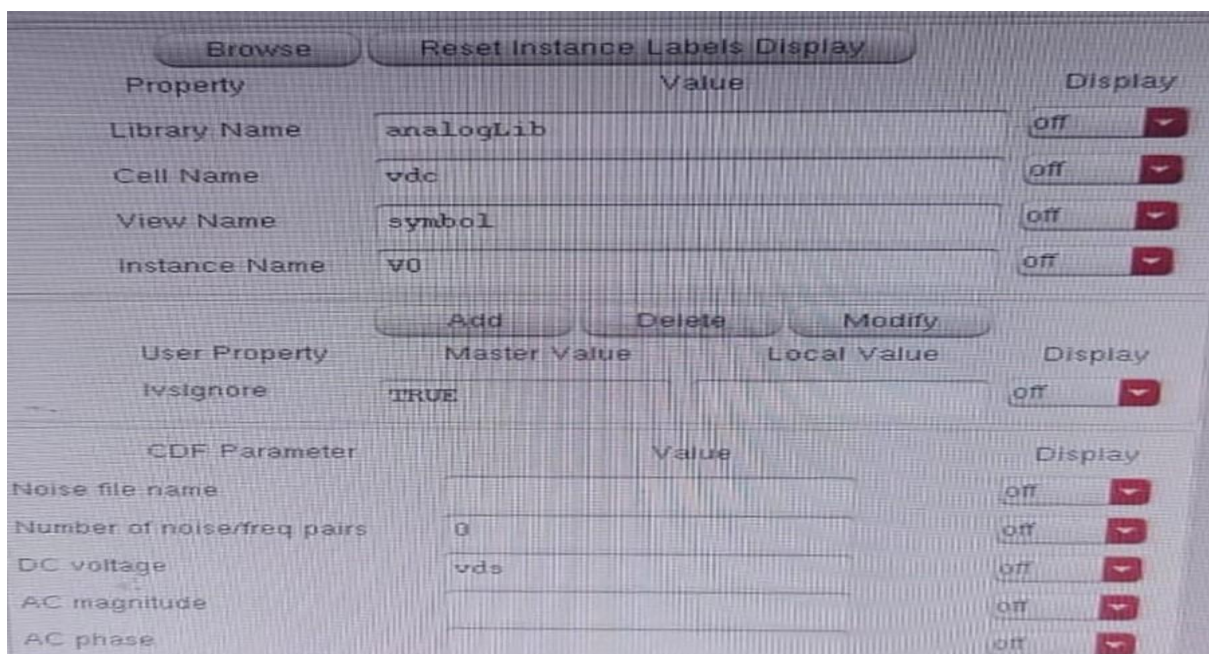 Browse Reset Instance Labels Display
Property Value Display
Library Name analogLib off
Cell Name vdc off
View Name symbol off
Instance Name V0 off
Add Delete Modify
User Property Master Value Local Value Display
lvsIgnore TRUE off
CDF Parameter Value Display
Noise file name off
Number of noise/freq pairs 0 off
DC voltage vds off
AC magnitude off
AC phase off